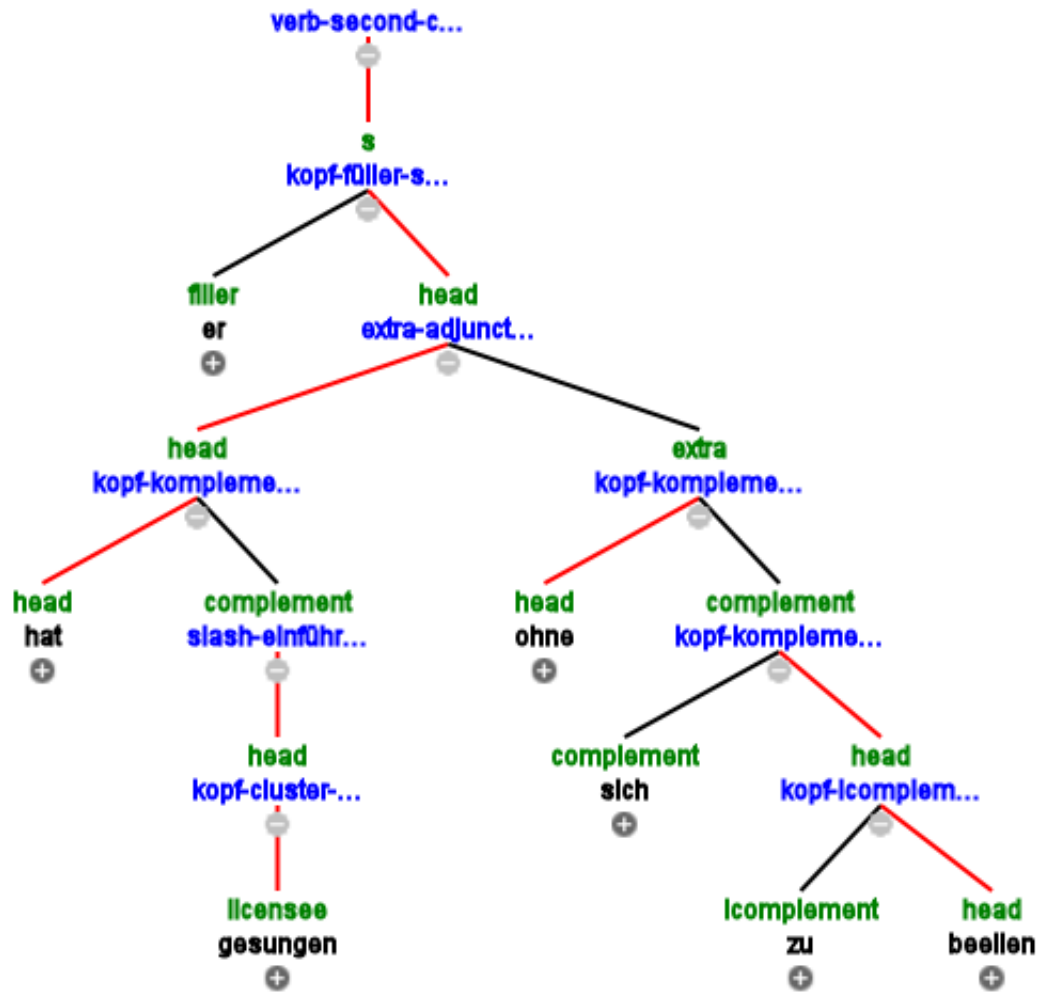 verb-second-c...
s
kopf-füller-s...
filler head
er extra-adjunct...
head extra
kopf-kompleme... kopf-kompleme...
head complement head complement
hat slash-einführ... ohne kopf-kompleme...
head complement head
kopf-cluster-... sich kopf-icomplem...
licensee icomplement head
gesungen zu beeilen